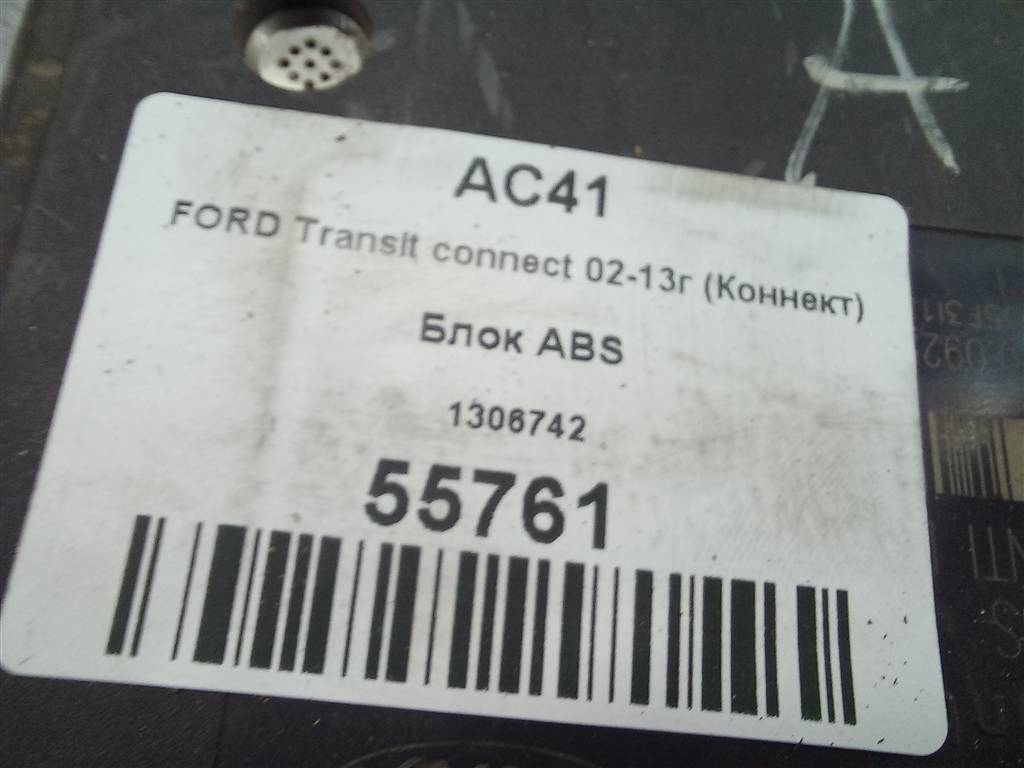 A
AC41
FORD Transit connect 02-13г (Коннект)
Блок ABS
1306742
55761